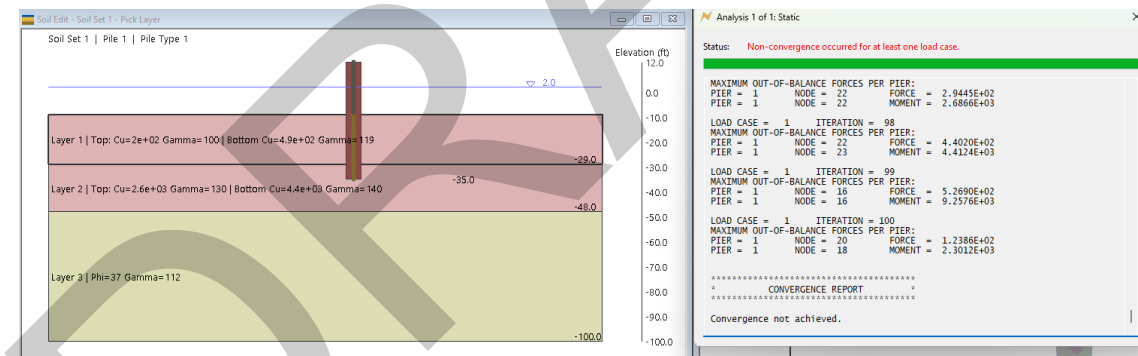 Soil Edit - Soil Set 1 - Pick Layer
Soil Set 1 | Pile 1 | Pile Type 1
Elevation (ft)
12.0
2.0
0.0
-10.0
Layer 1 | Top: Cu=2e+02 Gamma=100 | Bottom Cu=4.9e+02 Gamma=119
-20.0
-29.0
-30.0
-35.0
Layer 2 | Top: Cu=2.6e+03 Gamma=130 | Bottom Cu=4.4e+03 Gamma=140
-40.0
-48.0
-50.0
-60.0
-70.0
Layer 3 | Phi=37 Gamma=112
-80.0
-90.0
-100.0
-100.0
Analysis 1 of 1: Static
Status: Non-convergence occurred for at least one load case.
MAXIMUM OUT-OF-BALANCE FORCES PER PIER:
PIER = 1 NODE = 22 FORCE = 2.9445E+02
PIER = 1 NODE = 22 MOMENT = 2.6866E+03
LOAD CASE = 1 ITERATION = 98
MAXIMUM OUT-OF-BALANCE FORCES PER PIER:
PIER = 1 NODE = 22 FORCE = 4.4020E+02
PIER = 1 NODE = 23 MOMENT = 4.4124E+03
LOAD CASE = 1 ITERATION = 99
MAXIMUM OUT-OF-BALANCE FORCES PER PIER:
PIER = 1 NODE = 16 FORCE = 5.2690E+02
PIER = 1 NODE = 16 MOMENT = 9.2576E+03
LOAD CASE = 1 ITERATION = 100
MAXIMUM OUT-OF-BALANCE FORCES PER PIER:
PIER = 1 NODE = 20 FORCE = 1.2386E+02
PIER = 1 NODE = 18 MOMENT = 2.3012E+03
***************************************
* CONVERGENCE REPORT *
***************************************
Convergence not achieved.